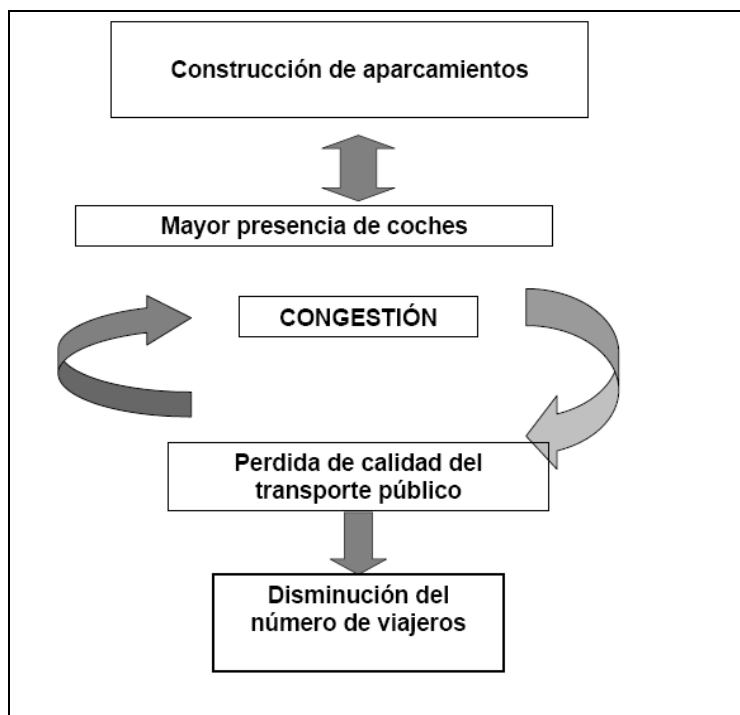 Construcción de aparcamientos
Mayor presencia de coches
CONGESTIÓN
Perdida de calidad del
transporte público
Disminución del
número de viajeros